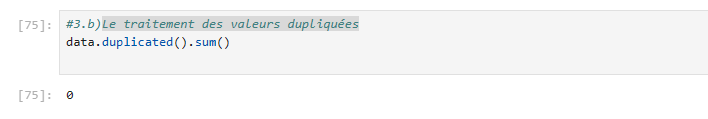 [75]: #3.b)Le traitement des valeurs dupliquées
data.duplicated().sum()
[75]: 0